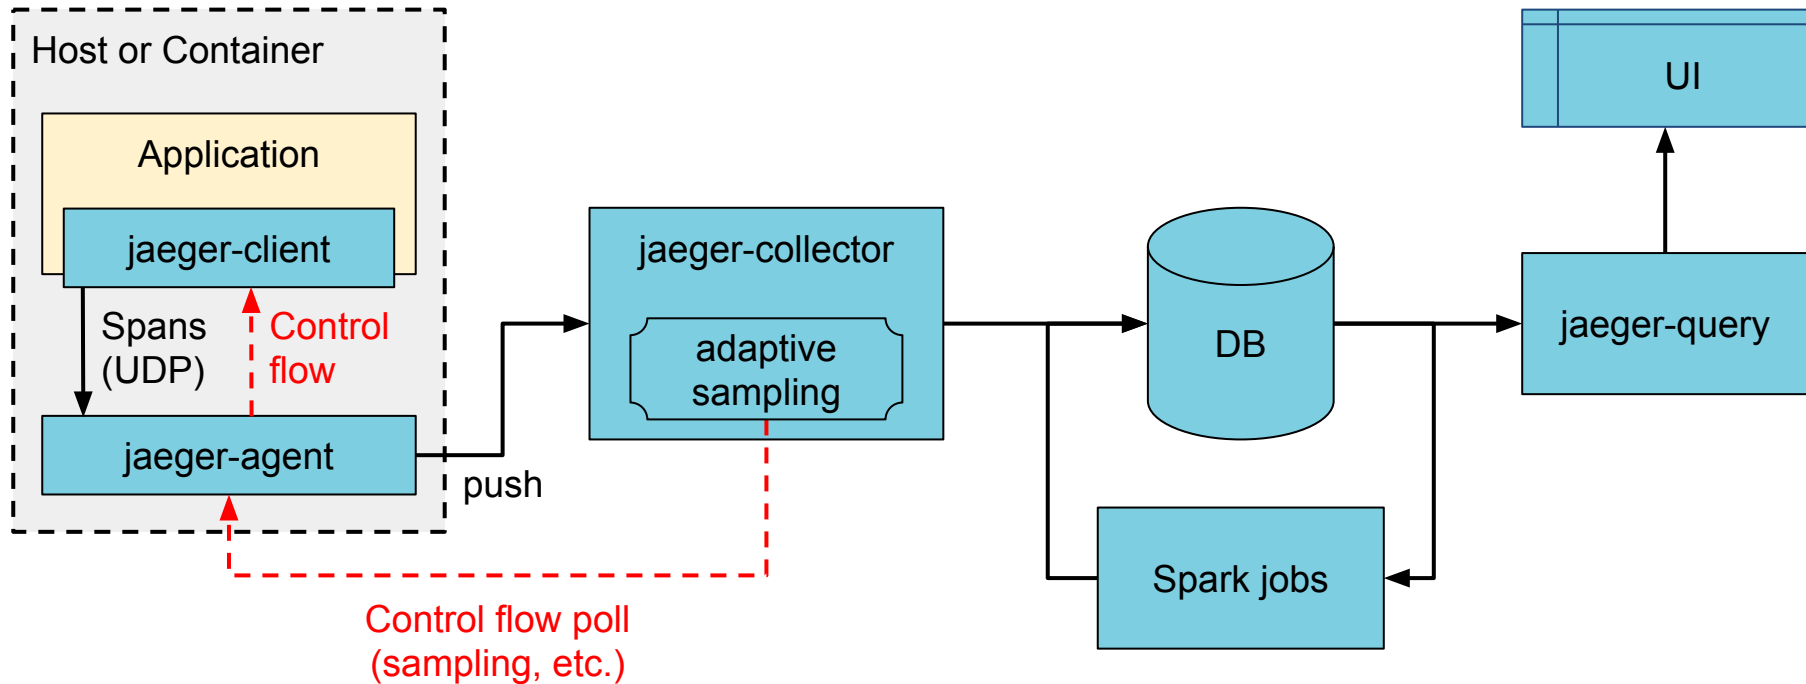 Host or Container
Application
jaeger-client
Spans
(UDP)
Control
flow
jaeger-agent
push
jaeger-collector
adaptive
sampling
Control flow poll
(sampling, etc.)
DB
Spark jobs
UI
jaeger-query